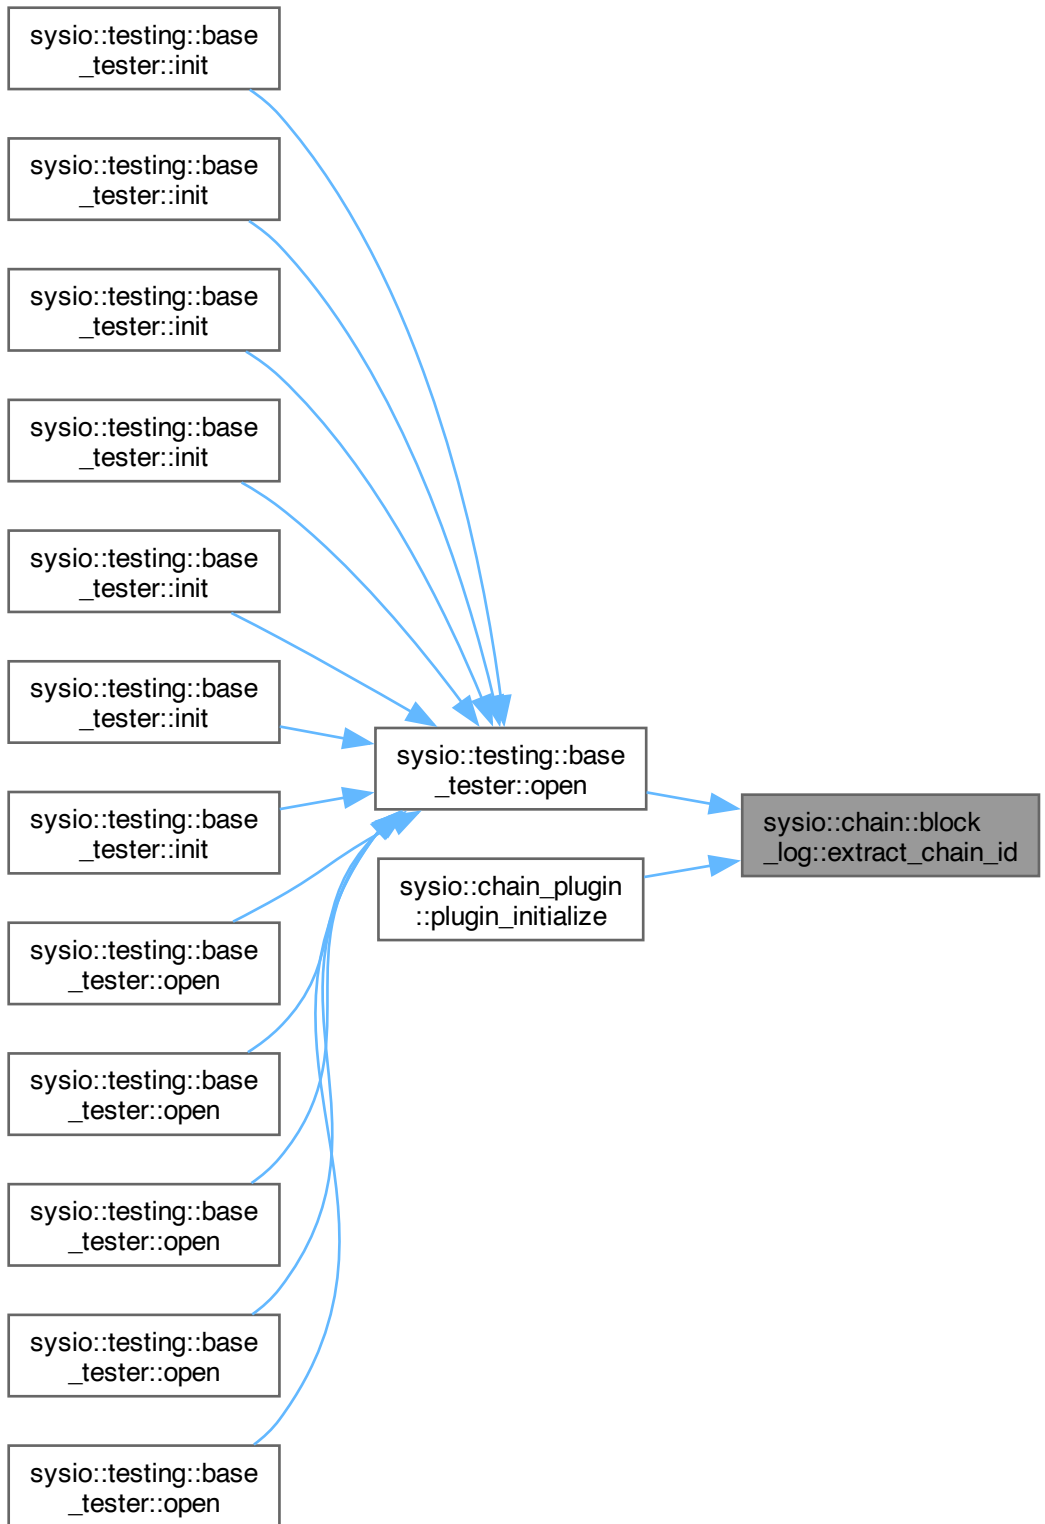 sysio::testing::base
_tester::init
sysio::testing::base
_tester::init
sysio::testing::base
_tester::init
sysio::testing::base
_tester::init
sysio::testing::base
_tester::init
sysio::testing::base
_tester::init
sysio::testing::base
_tester::init
sysio::testing::base
_tester::open
sysio::testing::base
_tester::open
sysio::testing::base
_tester::open
sysio::testing::base
_tester::open
sysio::testing::base
_tester::open
sysio::testing::base
_tester::open
sysio::chain_plugin
::plugin_initialize
sysio::chain::block
_log::extract_chain_id